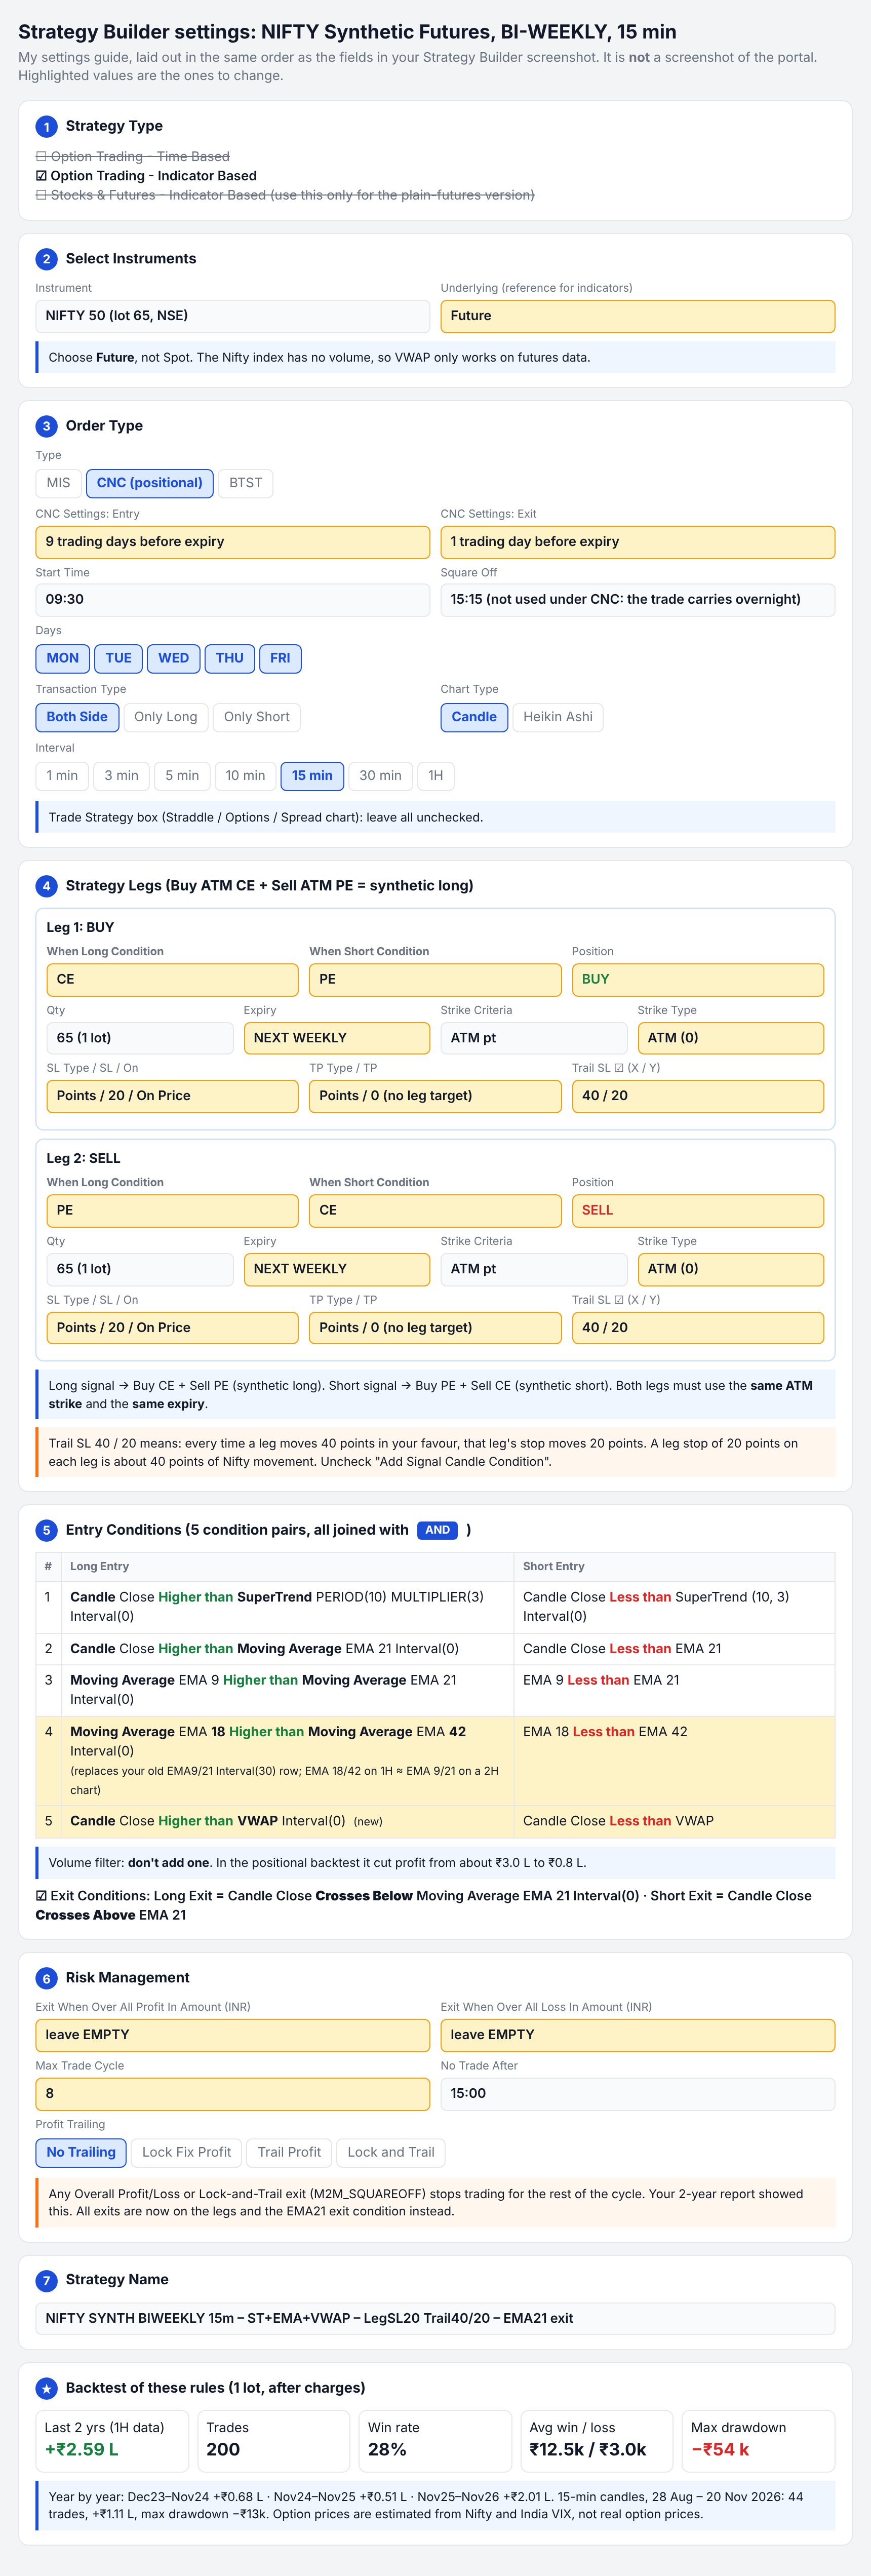 Strategy Builder settings: NIFTY Synthetic Futures, BI-WEEKLY, 15 min
My settings guide, laid out in the same order as the fields in your Strategy Builder screenshot. It is not a screenshot of the portal.
Highlighted values are the ones to change.
1 Strategy Type
☐ Option Trading - Time Based
☑ Option Trading - Indicator Based
☐ Stocks & Futures - Indicator Based (use this only for the plain-futures version)
2 Select Instruments
Instrument
Underlying (reference for indicators)
NIFTY 50 (lot 65, NSE)
Future
Choose Future, not Spot. The Nifty index has no volume, so VWAP only works on futures data.
3 Order Type
Type
MIS CNC (positional) BTST
CNC Settings: Entry
CNC Settings: Exit
9 trading days before expiry
1 trading day before expiry
Start Time
Square Off
09:30
15:15 (not used under CNC: the trade carries overnight)
Days
MON TUE WED THU FRI
Transaction Type
Chart Type
Both Side Only Long Only Short
Candle Heikin Ashi
Interval
1 min 3 min 5 min 10 min 15 min 30 min 1H
Trade Strategy box (Straddle / Options / Spread chart): leave all unchecked.
4 Strategy Legs (Buy ATM CE + Sell ATM PE = synthetic long)
Leg 1: BUY
When Long Condition When Short Condition Position
CE PE BUY
Qty Expiry Strike Criteria Strike Type
65 (1 lot) NEXT WEEKLY ATM pt ATM (0)
SL Type / SL / On TP Type / TP Trail SL ☑ (X / Y)
Points / 20 / On Price Points / 0 (no leg target) 40 / 20
Leg 2: SELL
When Long Condition When Short Condition Position
PE CE SELL
Qty Expiry Strike Criteria Strike Type
65 (1 lot) NEXT WEEKLY ATM pt ATM (0)
SL Type / SL / On TP Type / TP Trail SL ☑ (X / Y)
Points / 20 / On Price Points / 0 (no leg target) 40 / 20
Long signal → Buy CE + Sell PE (synthetic long). Short signal → Buy PE + Sell CE (synthetic short). Both legs must use the same ATM
strike and the same expiry.
Trail SL 40 / 20 means: every time a leg moves 40 points in your favour, that leg's stop moves 20 points. A leg stop of 20 points on
each leg is about 40 points of Nifty movement. Uncheck "Add Signal Candle Condition".
5 Entry Conditions (5 condition pairs, all joined with AND )
# Long Entry Short Entry
1 Candle Close Higher than SuperTrend PERIOD(10) MULTIPLIER(3)
Interval(0)
Candle Close Less than SuperTrend (10, 3)
Interval(0)
2 Candle Close Higher than Moving Average EMA 21 Interval(0)
Candle Close Less than EMA 21
3 Moving Average EMA 9 Higher than Moving Average EMA 21
Interval(0)
EMA 9 Less than EMA 21
4 Moving Average EMA 18 Higher than Moving Average EMA 42
Interval(0)
(replaces your old EMA9/21 Interval(30) row; EMA 18/42 on 1H ≈ EMA 9/21 on a 2H
chart)
EMA 18 Less than EMA 42
5 Candle Close Higher than VWAP Interval(0) (new)
Candle Close Less than VWAP
Volume filter: don't add one. In the positional backtest it cut profit from about ₹3.0 L to ₹0.8 L.
☑ Exit Conditions: Long Exit = Candle Close Crosses Below Moving Average EMA 21 Interval(0) · Short Exit = Candle Close
Crosses Above EMA 21
6 Risk Management
Exit When Over All Profit In Amount (INR)
Exit When Over All Loss In Amount (INR)
leave EMPTY
leave EMPTY
Max Trade Cycle
No Trade After
8
15:00
Profit Trailing
No Trailing Lock Fix Profit Trail Profit Lock and Trail
Any Overall Profit/Loss or Lock-and-Trail exit (M2M_SQUAREOFF) stops trading for the rest of the cycle. Your 2-year report showed
this. All exits are now on the legs and the EMA21 exit condition instead.
7 Strategy Name
NIFTY SYNTH BIWEEKLY 15m – ST+EMA+VWAP – LegSL20 Trail40/20 – EMA21 exit
★ Backtest of these rules (1 lot, after charges)
Last 2 yrs (1H data) Trades Win rate Avg win / loss Max drawdown
+₹2.59 L 200 28% ₹12.5k / ₹3.0k −₹54 k
Year by year: Dec23–Nov24 +₹0.68 L · Nov24–Nov25 +₹0.51 L · Nov25–Nov26 +₹2.01 L. 15-min candles, 28 Aug – 20 Nov 2026: 44
trades, +₹1.11 L, max drawdown −₹13k. Option prices are estimated from Nifty and India VIX, not real option prices.